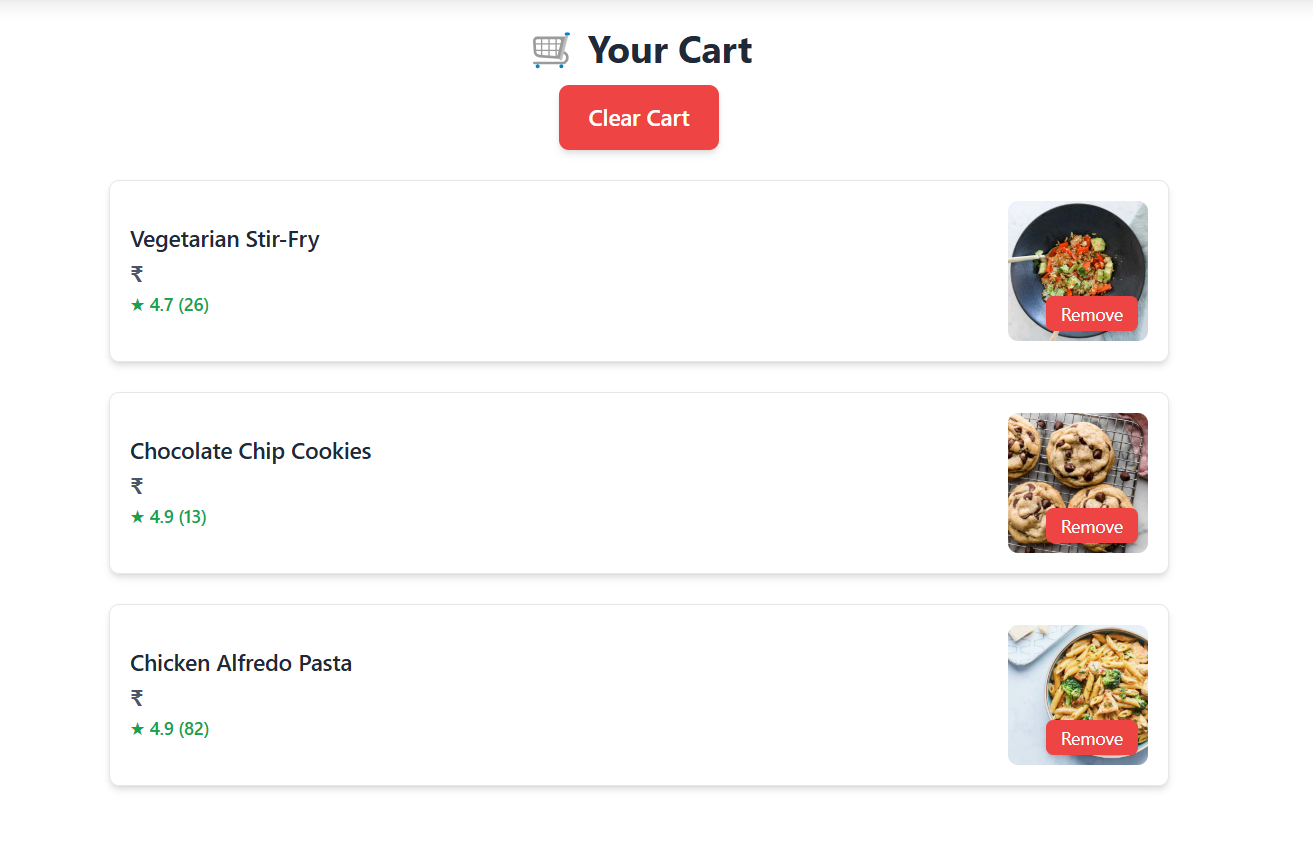 🛒 Your Cart
Clear Cart
Vegetarian Stir-Fry
₹
★ 4.7 (26)
Remove
Chocolate Chip Cookies
₹
★ 4.9 (13)
Remove
Chicken Alfredo Pasta
₹
★ 4.9 (82)
Remove